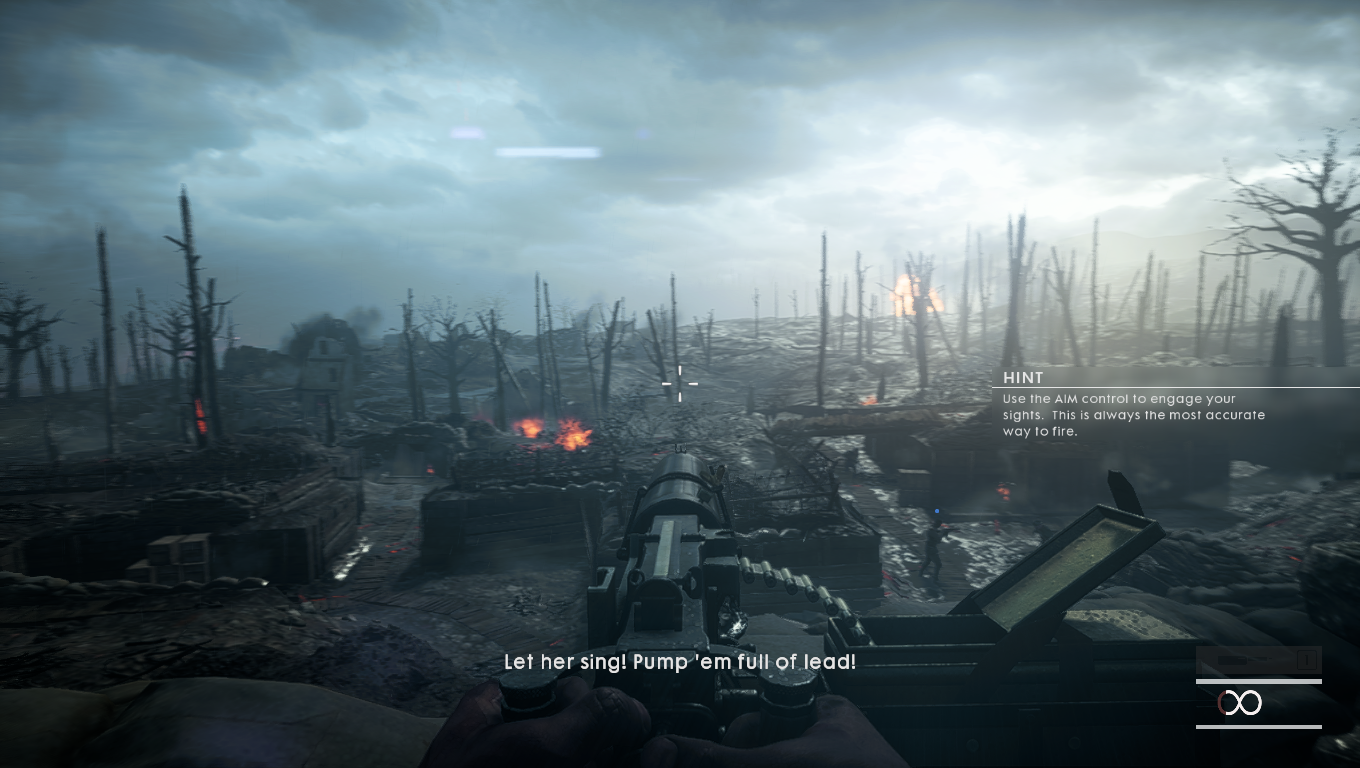 HINT
Use the AIM control to engage your
sights. This is always the most accurate
way to fire.
Let her sing! Pump 'em full of lead!
1
∞